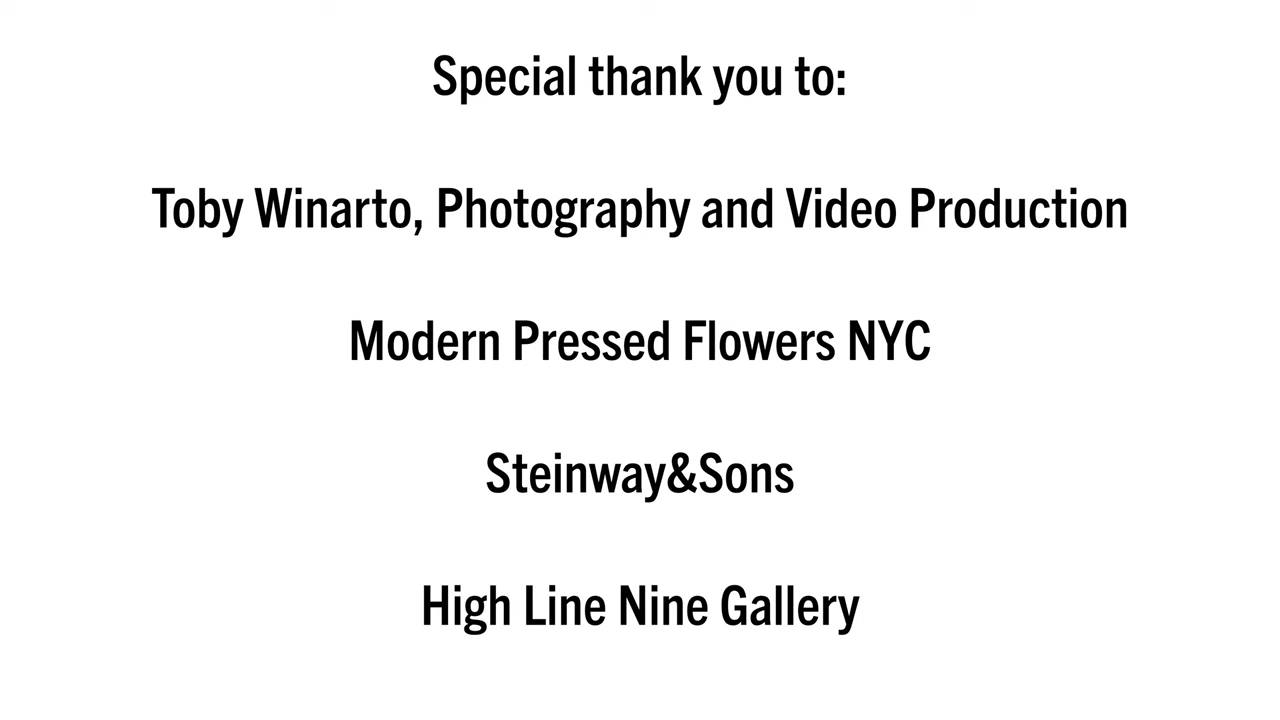 Special thank you to:
Toby Winarto, Photography and Video Production
Modern Pressed Flowers NYC
Steinway&Sons
High Line Nine Gallery